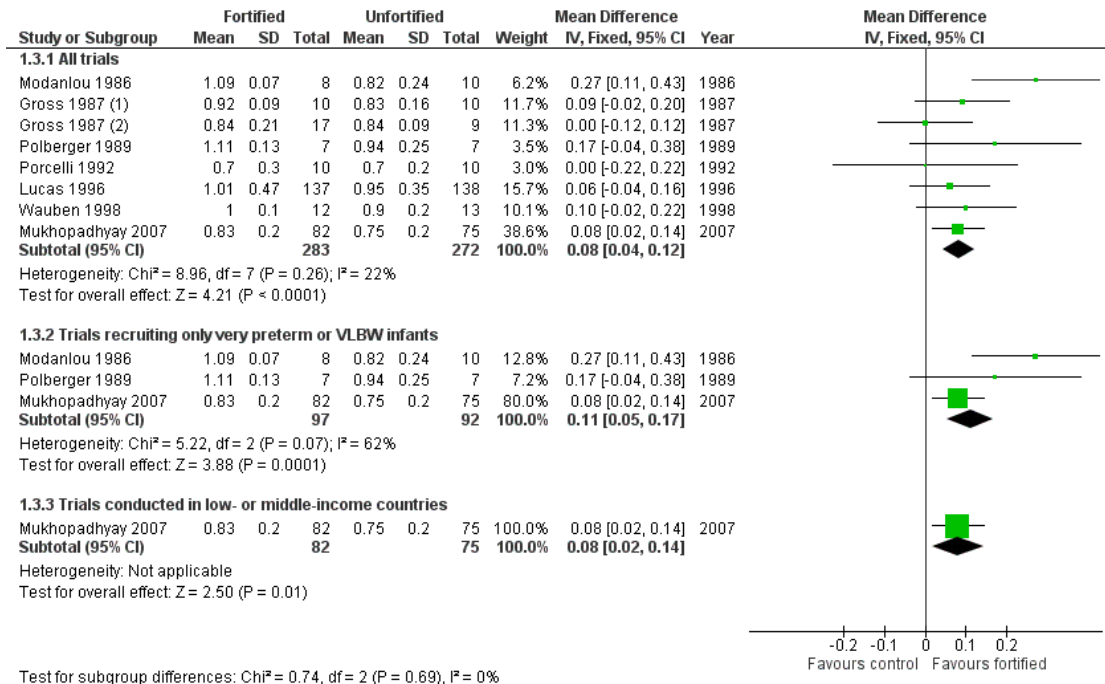 Fortified Unfortified Mean Difference Mean Difference
Study or Subgroup Mean SD Total Mean SD Total Weight IV, Fixed, 95% CI Year IV, Fixed, 95% CI
1.3.1 All trials
Modanlou 1986 1.09 0.07 8 0.82 0.24 10 6.2% 0.27 [0.11, 0.43] 1986
Gross 1987 (1) 0.92 0.09 10 0.83 0.16 10 11.7% 0.09 [-0.02, 0.20] 1987
Gross 1987 (2) 0.84 0.21 17 0.84 0.09 9 11.3% 0.00 [-0.12, 0.12] 1987
Polberger 1989 1.11 0.13 7 0.94 0.25 7 3.5% 0.17 [-0.04, 0.38] 1989
Porcelli 1992 0.7 0.3 10 0.7 0.2 10 3.0% 0.00 [-0.22, 0.22] 1992
Lucas 1996 1.01 0.47 137 0.95 0.35 138 15.7% 0.06 [-0.04, 0.16] 1996
Wauben 1998 1 0.1 12 0.9 0.2 13 10.1% 0.10 [-0.02, 0.22] 1998
Mukhopadhyay 2007 0.83 0.2 82 0.75 0.2 75 38.6% 0.08 [0.02, 0.14] 2007
Subtotal (95% CI) 283 272 100.0% 0.08 [0.04, 0.12]
Heterogeneity: Chi² = 8.96, df = 7 (P = 0.26); I² = 22%
Test for overall effect: Z = 4.21 (P < 0.0001)
1.3.2 Trials recruiting only very preterm or VLBW infants
Modanlou 1986 1.09 0.07 8 0.82 0.24 10 12.8% 0.27 [0.11, 0.43] 1986
Polberger 1989 1.11 0.13 7 0.94 0.25 7 7.2% 0.17 [-0.04, 0.38] 1989
Mukhopadhyay 2007 0.83 0.2 82 0.75 0.2 75 80.0% 0.08 [0.02, 0.14] 2007
Subtotal (95% CI) 97 92 100.0% 0.11 [0.05, 0.17]
Heterogeneity: Chi² = 5.22, df = 2 (P = 0.07); I² = 62%
Test for overall effect: Z = 3.88 (P = 0.0001)
1.3.3 Trials conducted in low- or middle-income countries
Mukhopadhyay 2007 0.83 0.2 82 0.75 0.2 75 100.0% 0.08 [0.02, 0.14] 2007
Subtotal (95% CI) 82 75 100.0% 0.08 [0.02, 0.14]
Heterogeneity: Not applicable
Test for overall effect: Z = 2.50 (P = 0.01)
-0.2 -0.1 0 0.1 0.2
Favours control Favours fortified
Test for subgroup differences: Chi² = 0.74, df = 2 (P = 0.69), I² = 0%